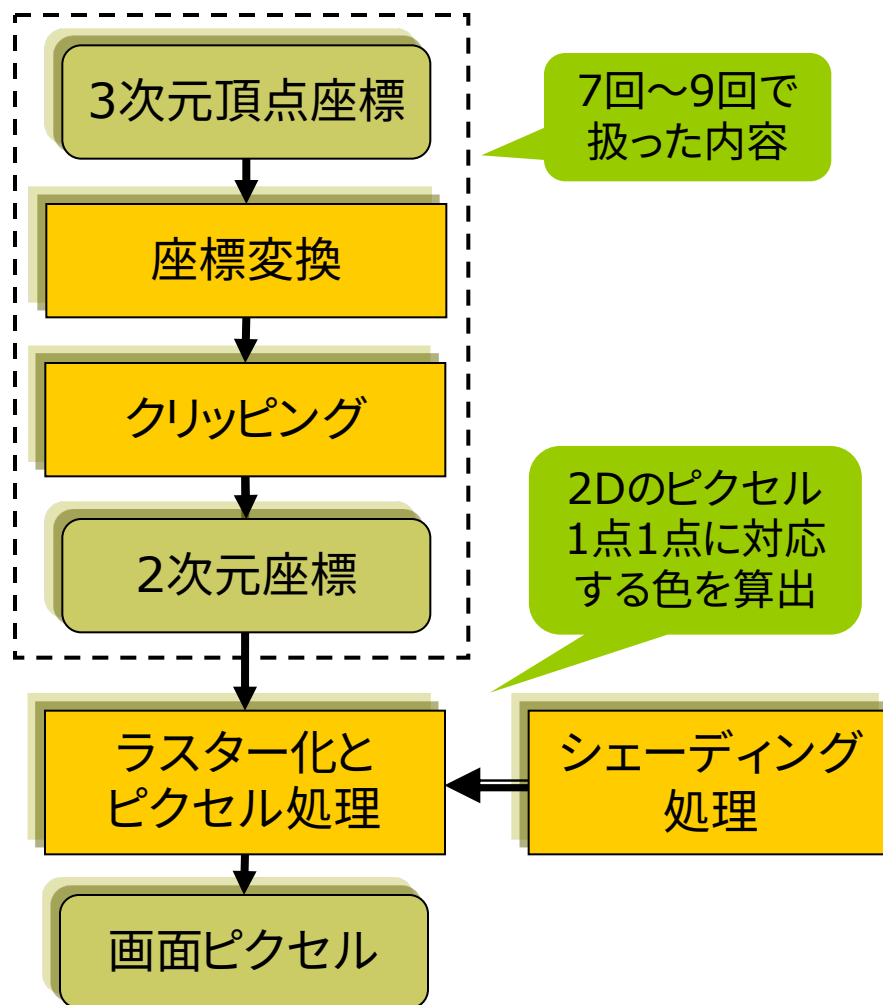 3次元頂点座標
7回～9回で
扱った内容
座標変換
クリッピング
2次元座標
2Dのピクセル
1点1点に対応
する色を算出
ラスター化と
ピクセル処理
シェーディング
処理
画面ピクセル